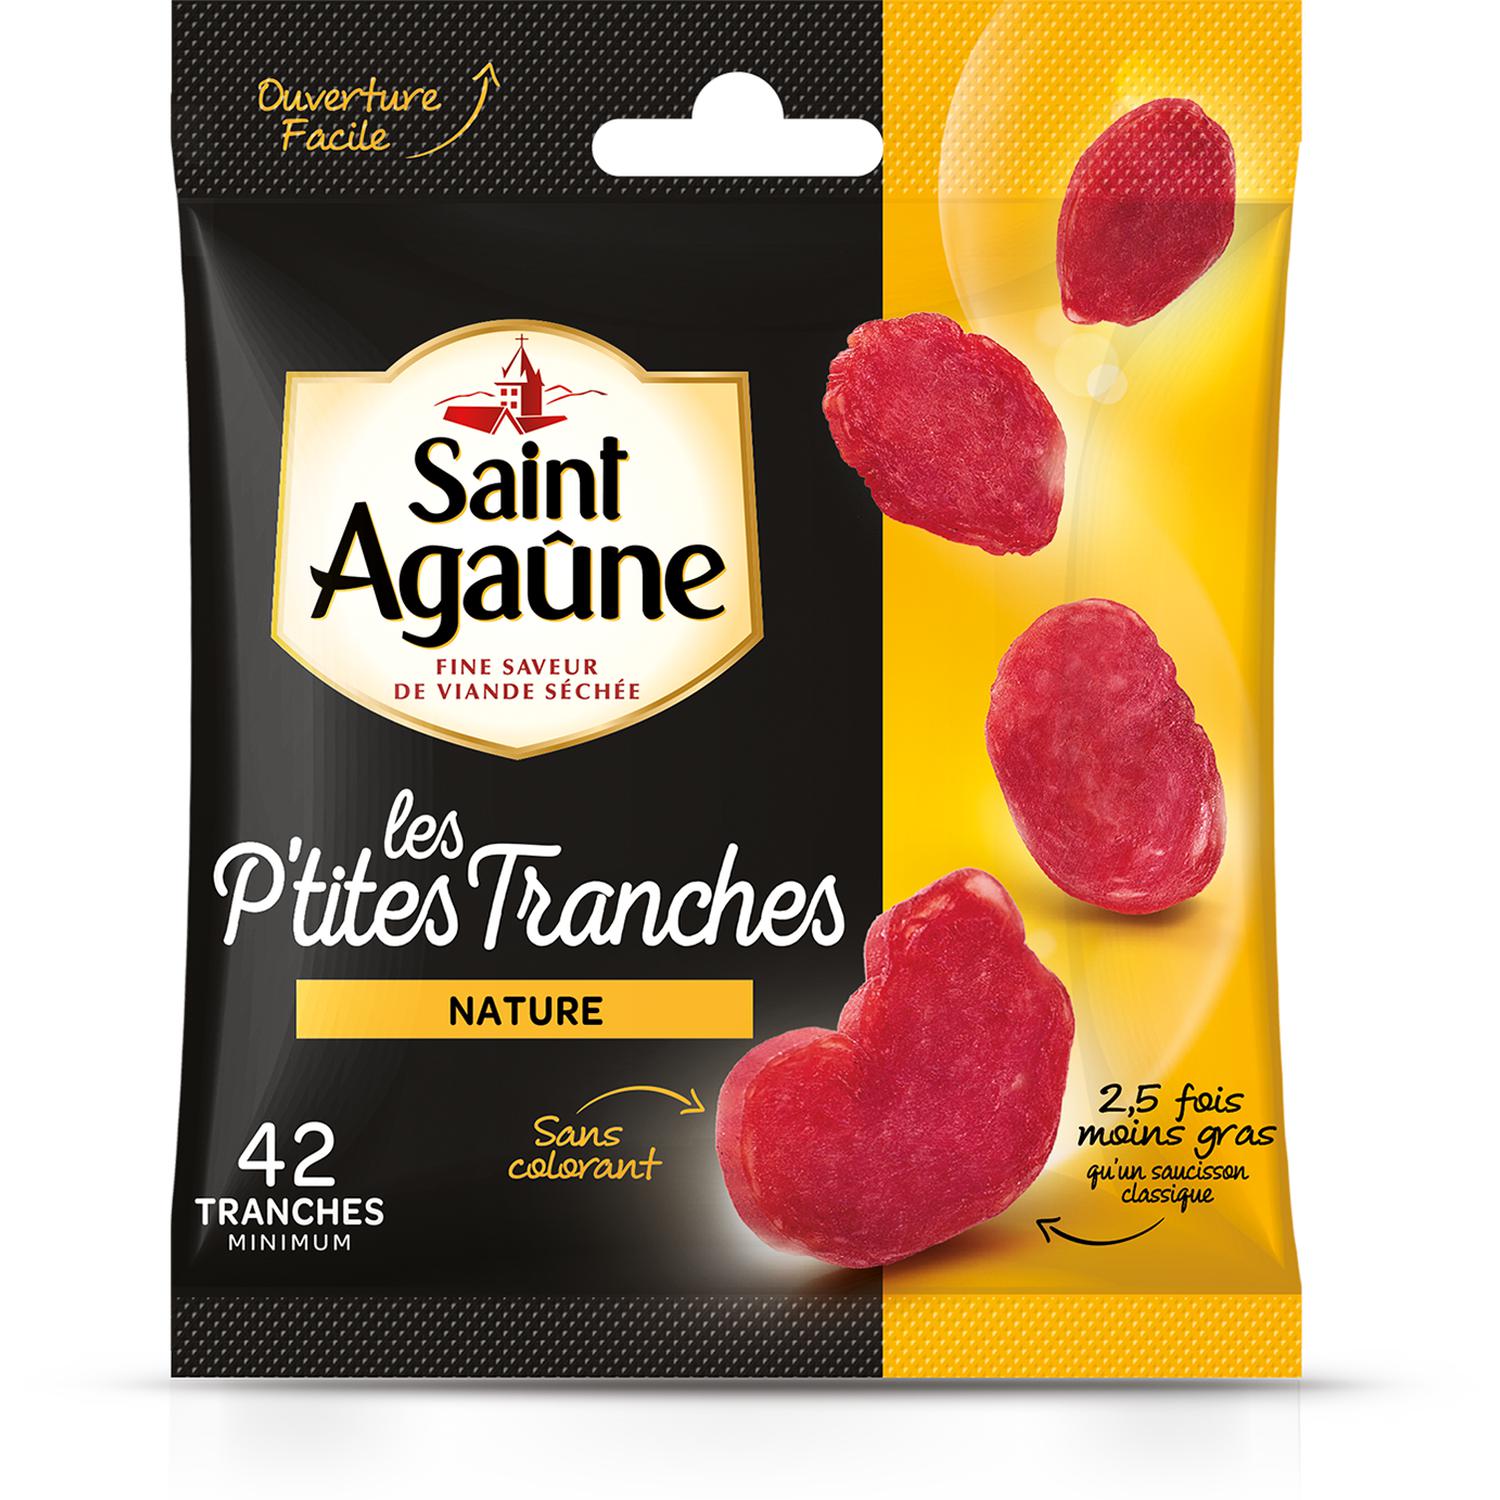 Ouverture
Facile
Saint
Agaûne
FINE SAVEUR
DE VIANDE SÉCHÉE
les
P'tites Tranches
NATURE
Sans
colorant
42
TRANCHES
MINIMUM
2,5 fois
moins gras
qu'un saucisson
classique